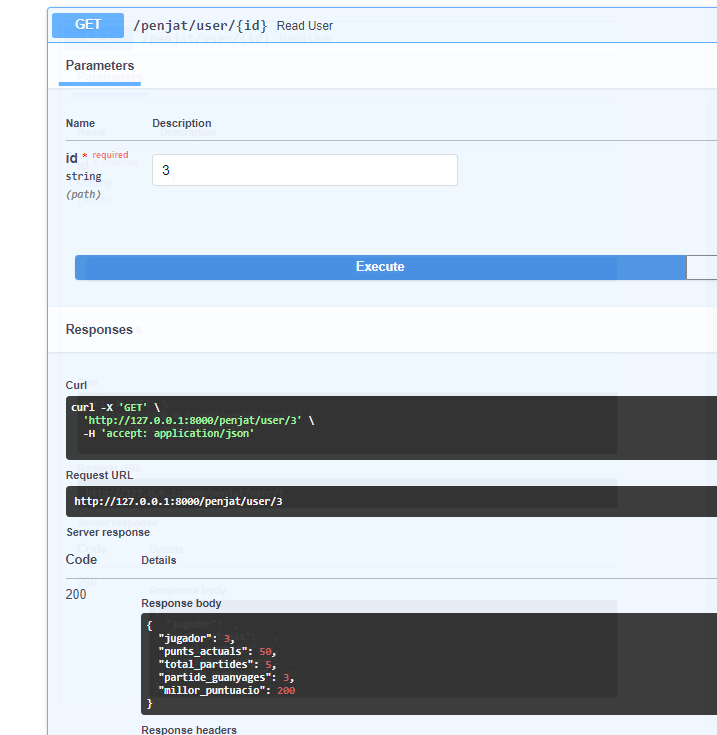 GET /penjat/user/{id} Read User
Parameters
Name Description
id * required
string
(path)
3
Execute
Responses
Curl
curl -X 'GET' \
'http://127.0.0.1:8000/penjat/user/3' \
-H 'accept: application/json'
Request URL
http://127.0.0.1:8000/penjat/user/3
Server response
Code Details
200
Response body
{
"jugador": 3,
"punts_actuals": 50,
"total_partides": 5,
"partide_guanyages": 3,
"millor_puntuacio": 200
}
Response headers